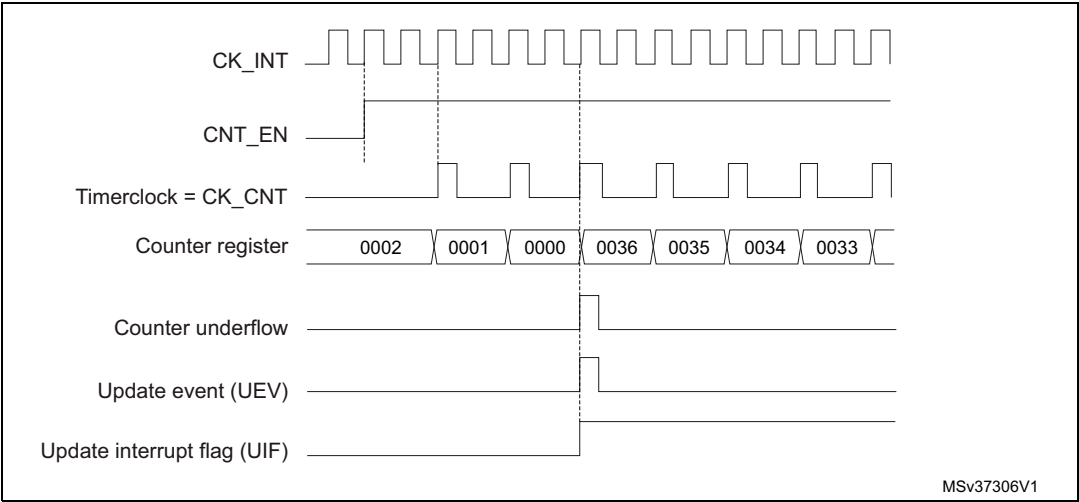 CK_INT
CNT_EN
Timerclock = CK_CNT
Counter register 0002 0001 0000 0036 0035 0034 0033
Counter underflow
Update event (UEV)
Update interrupt flag (UIF)
MSv37306V1